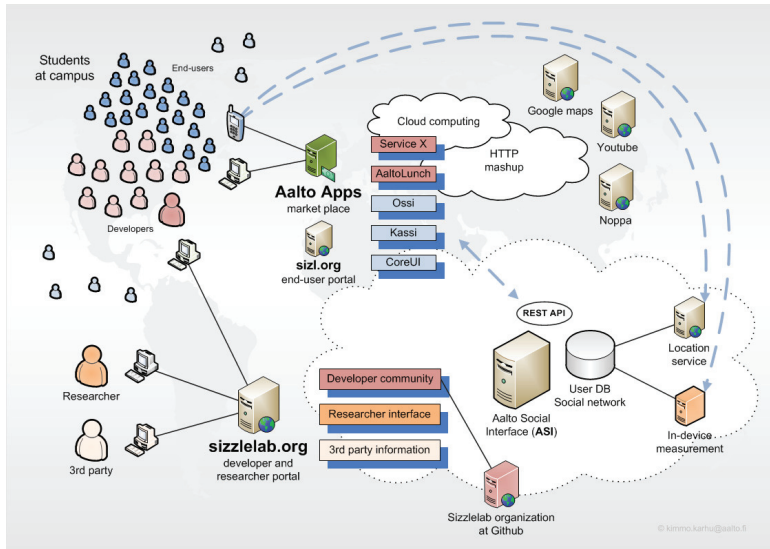 Students
at campus
End-users
Developers
Aalto Apps
market place
sizl.org
end-user portal
Cloud computing
HTTP
mashup
Service X
AaltoLunch
Ossi
Kassi
CoreUI
Google maps
Youtube
Noppa
REST API
Aalto Social
Interface (ASI)
User DB
Social network
Location
service
In-device
measurement
Researcher
3rd party
sizzlelab.org
developer and
researcher portal
Developer community
Researcher interface
3rd party information
Sizzlelab organization
at Github
© kimmo.karhu@aalto.fi